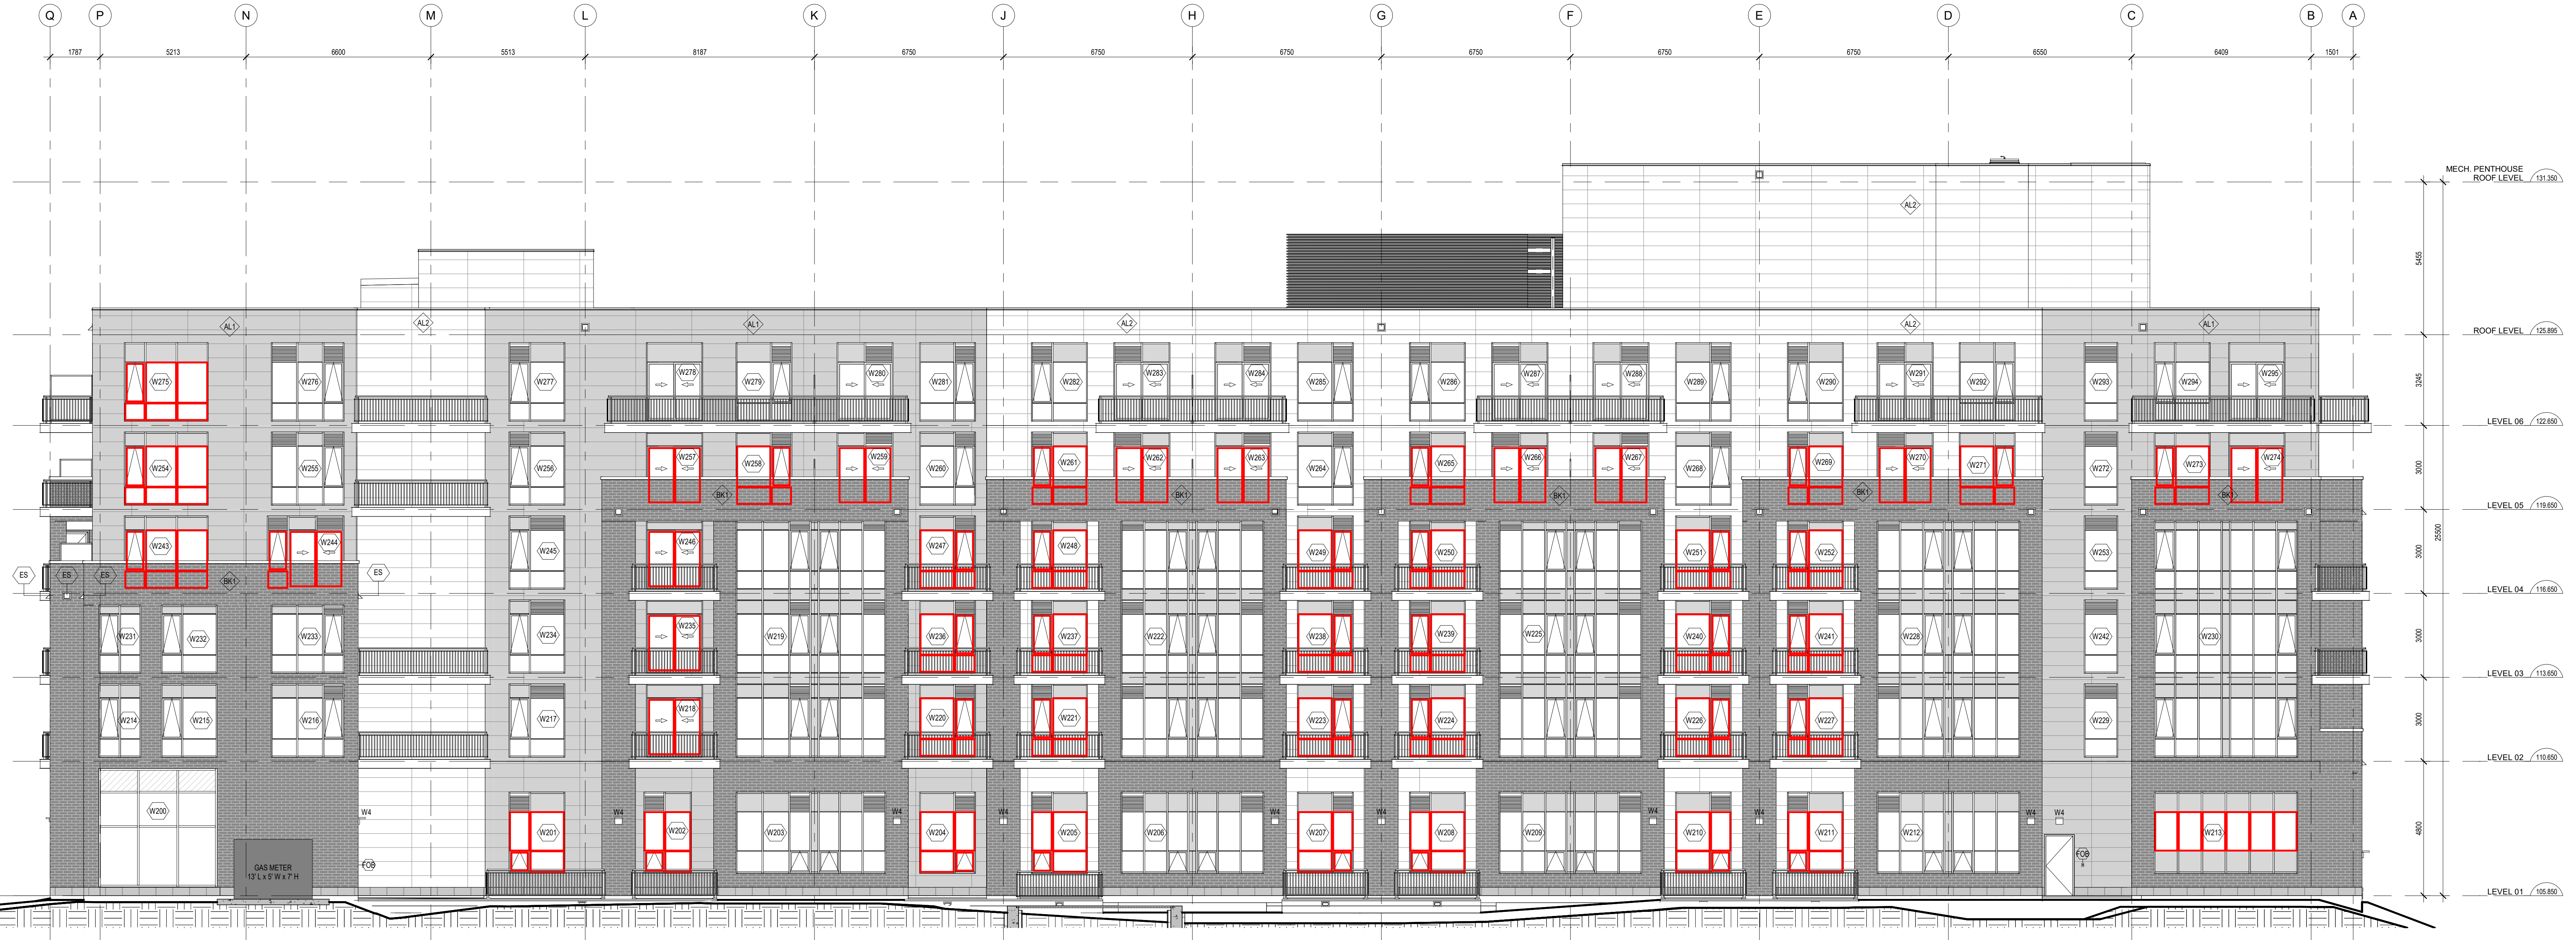 Q P N M L K J H G F E D C B A
1787 5213 6600 5513 8187 6750 6750 6750 6750 6750 6750 6550 6409 1501
MECH. PENTHOUSE
ROOF LEVEL 131.350
AL2
5455
AL1 AL2 AL1 AL2 AL2 AL1
ROOF LEVEL 125.895
W275 W276 W277 W278 W279 W280 W281 W282 W283 W284 W285 W286 W287 W288 W289 W290 W291 W292 W293 W294 W295
3245
LEVEL 06 122.650
W254 W255 W256 W257 W258 W259 W260 W261 W262 W263 W264 W265 W266 W267 W268 W269 W270 W271 W272 W273 W274
3000
BK1 BK1 BK1 BK1 BK1
LEVEL 05 119.650
25500
W243 W244 W245 W246 W247 W248 W249 W250 W251 W252 W253
3000
ES ES ES ES
BK1
LEVEL 04 116.650
W231 W232 W233 W234 W235 W219 W236 W237 W222 W238 W239 W225 W240 W241 W228 W242 W230
3000
LEVEL 03 113.650
W214 W215 W216 W217 W218 W220 W221 W223 W224 W226 W227 W229
3000
LEVEL 02 110.650
W4 W4 W4 W4 W4 W4 W4 W4 W4 W4
W200 W201 W202 W203 W204 W205 W206 W207 W208 W209 W210 W211 W212 W213
4800
FOB FOB
GAS METER
13' L x 5' W x 7' H
LEVEL 01 105.850